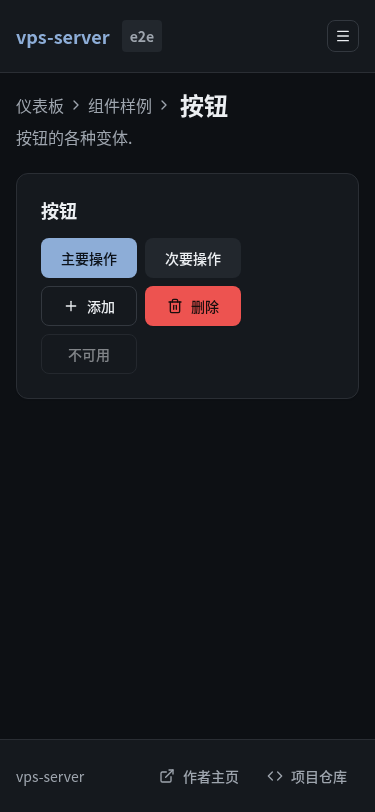 vps-server e2e
仪表板 组件样例 按钮
按钮的各种变体.
按钮
主要操作 次要操作
添加 删除
不可用
vps-server 作者主页 项目仓库